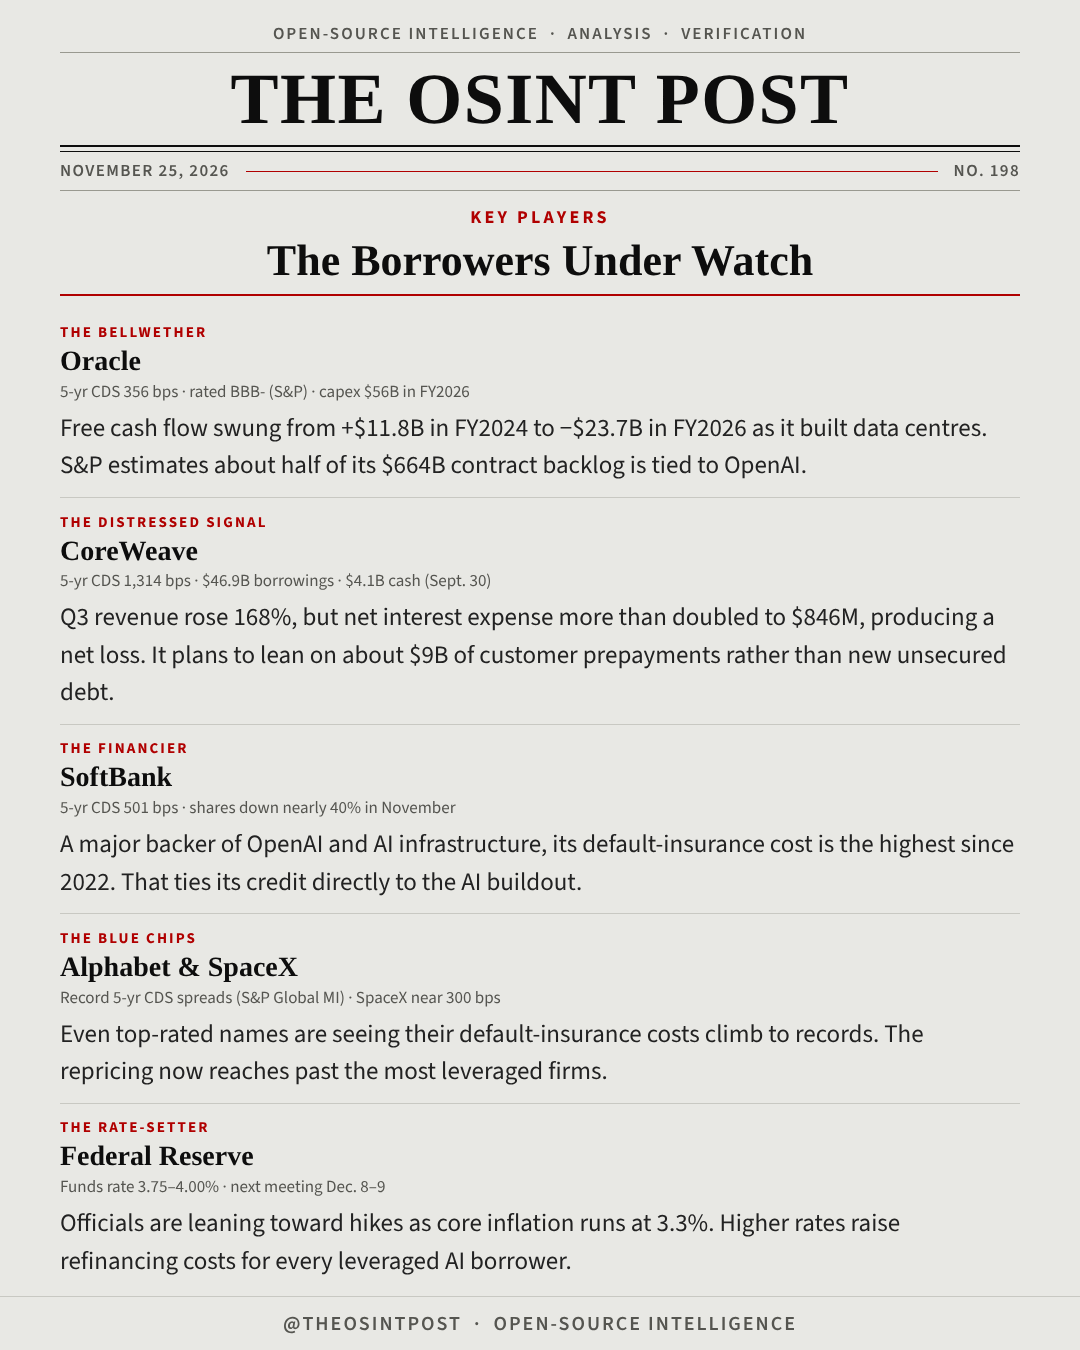 OPEN-SOURCE INTELLIGENCE · ANALYSIS · VERIFICATION
THE OSINT POST
NOVEMBER 25, 2026
NO. 198
KEY PLAYERS
The Borrowers Under Watch
THE BELLWETHER
Oracle
5-yr CDS 356 bps · rated BBB- (S&P) · capex $56B in FY2026
Free cash flow swung from +$11.8B in FY2024 to −$23.7B in FY2026 as it built data centres.
S&P estimates about half of its $664B contract backlog is tied to OpenAI.
THE DISTRESSED SIGNAL
CoreWeave
5-yr CDS 1,314 bps · $46.9B borrowings · $4.1B cash (Sept. 30)
Q3 revenue rose 168%, but net interest expense more than doubled to $846M, producing a
net loss. It plans to lean on about $9B of customer prepayments rather than new unsecured
debt.
THE FINANCIER
SoftBank
5-yr CDS 501 bps · shares down nearly 40% in November
A major backer of OpenAI and AI infrastructure, its default-insurance cost is the highest since
2022. That ties its credit directly to the AI buildout.
THE BLUE CHIPS
Alphabet & SpaceX
Record 5-yr CDS spreads (S&P Global MI) · SpaceX near 300 bps
Even top-rated names are seeing their default-insurance costs climb to records. The
repricing now reaches past the most leveraged firms.
THE RATE-SETTER
Federal Reserve
Funds rate 3.75–4.00% · next meeting Dec. 8–9
Officials are leaning toward hikes as core inflation runs at 3.3%. Higher rates raise
refinancing costs for every leveraged AI borrower.
@THEOSINTPOST · OPEN-SOURCE INTELLIGENCE